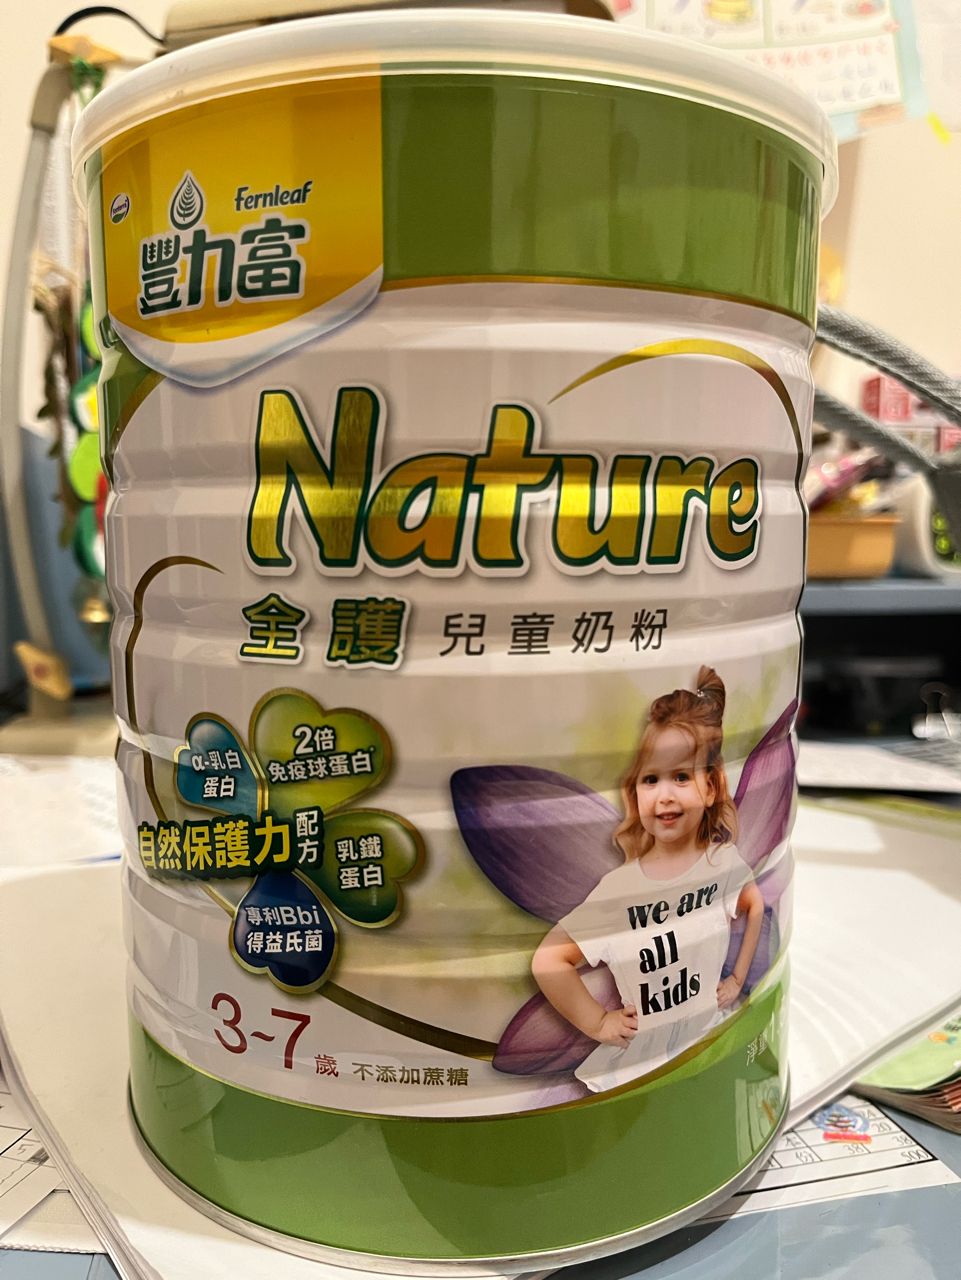 Fernleaf
豐力富
Nature
全護 兒童奶粉
α-乳白
蛋白
2倍
免疫球蛋白*
自然保護力配方
乳鐵
蛋白
專利Bbi
得益氏菌
we are
all
kids
3~7歲 不添加蔗糖
淨重